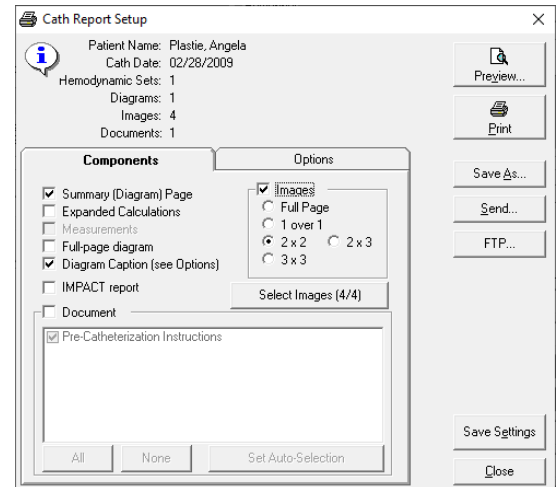 Cath Report Setup
Patient Name: Plastie, Angela
Cath Date: 02/28/2009
Hemodynamic Sets: 1
Diagrams: 1
Images: 4
Documents: 1
Preview...
Print
Save As...
Send...
FTP...
Components
Options
Summary (Diagram) Page
Expanded Calculations
Measurements
Full-page diagram
Diagram Caption (see Options)
IMPACT report
Images
Full Page
1 over 1
2 x 2 2 x 3
3 x 3
Select Images (4/4)
Document
Pre-Catheterization Instructions
All None Set Auto-Selection
Save Settings
Close